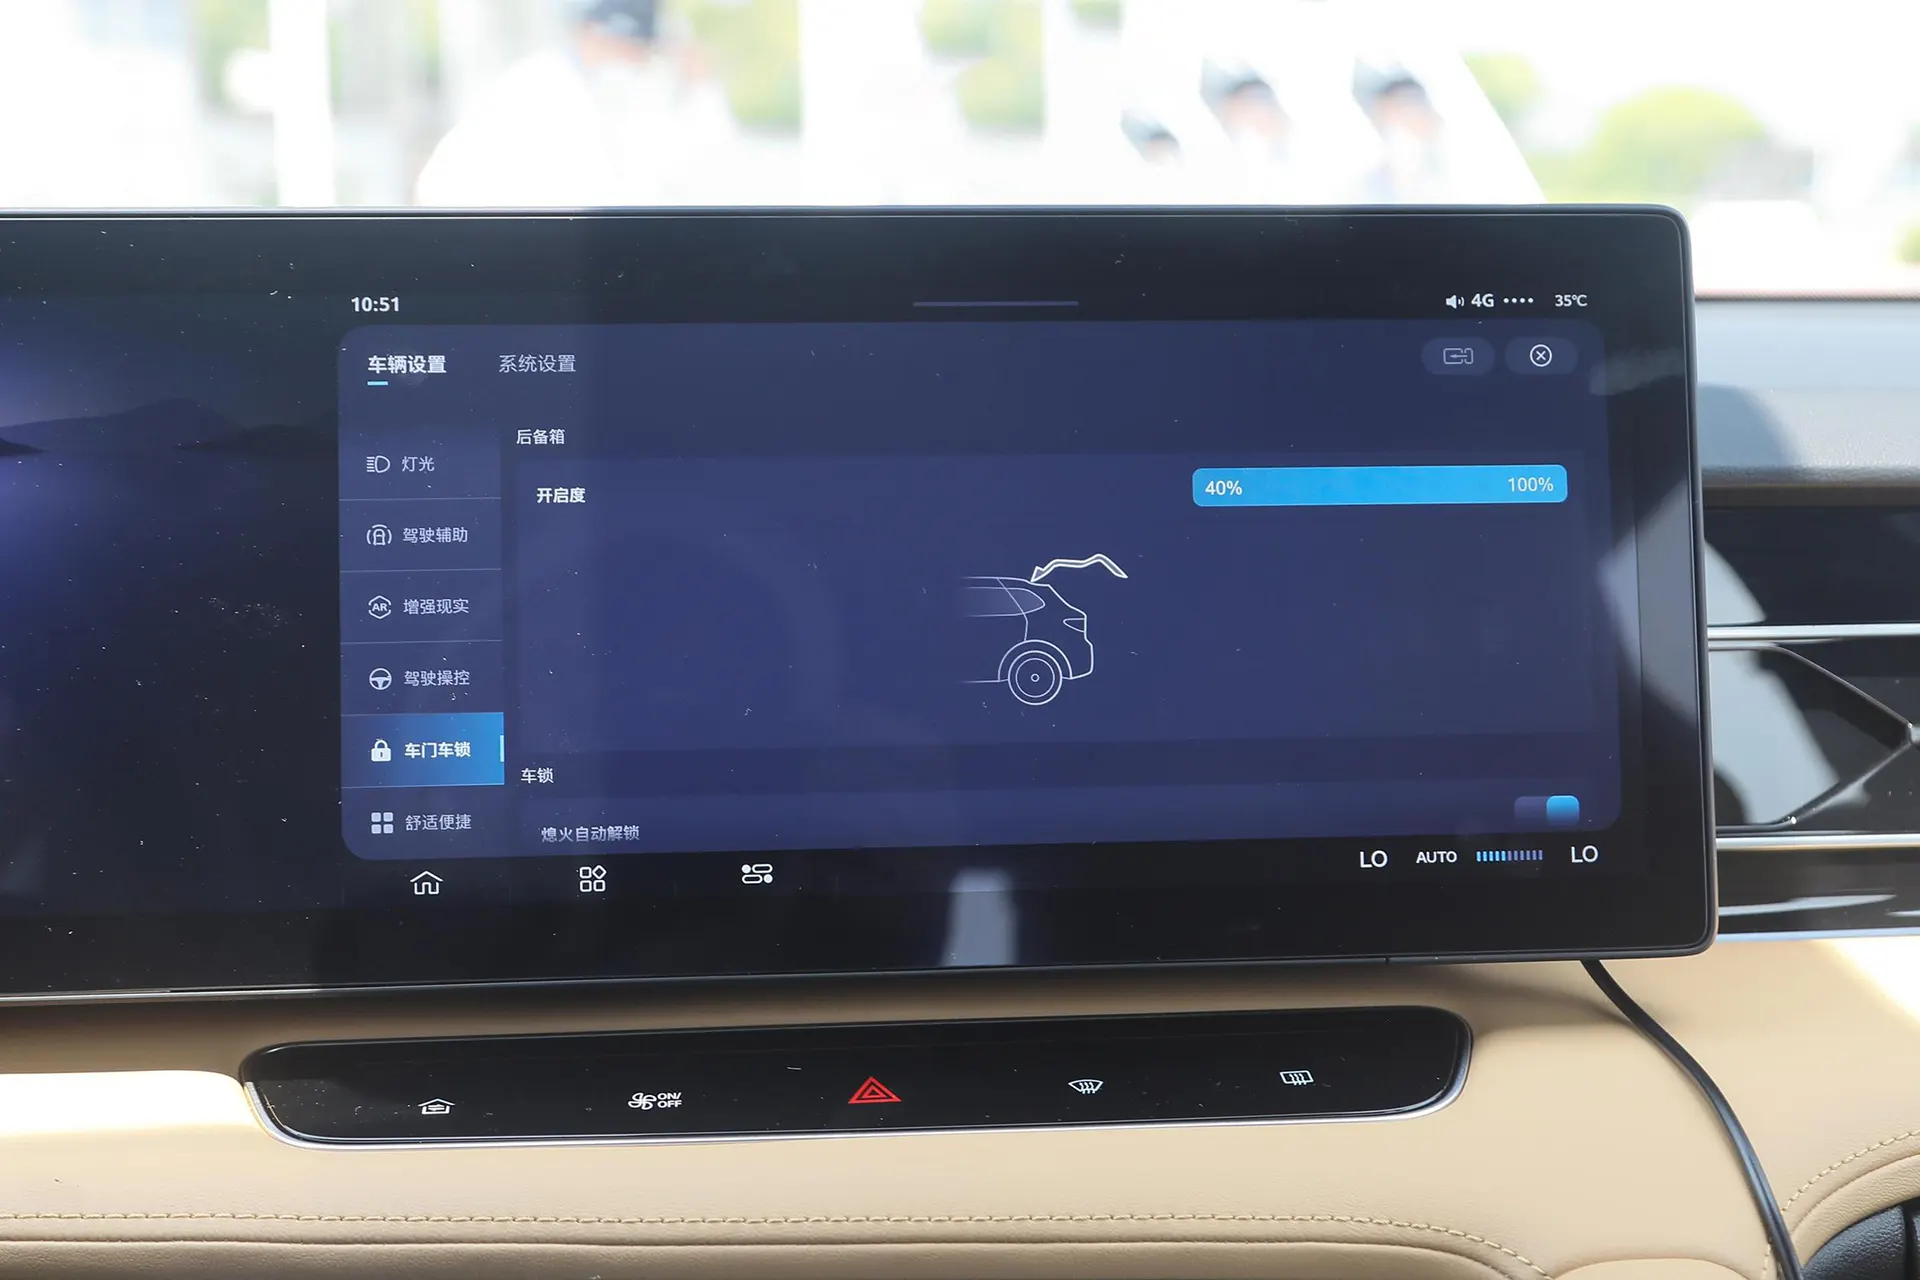 10:51
4G
35℃
车辆设置
系统设置
后备箱
灯光
开启度
40%
100%
驾驶辅助
AR
增强现实
驾驶操控
车门车锁
车锁
舒适便捷
熄火自动解锁
LO
AUTO
LO
ON/
OFF